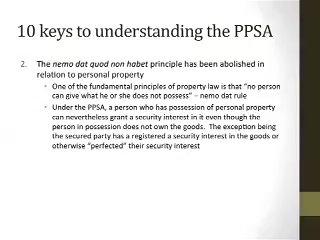 10 keys to understanding the PPSA
2. The nemo dat quod non habet principle has been abolished in
relation to personal property
• One of the fundamental principles of property law is that “no person
can give what he or she does not possess” – nemo dat rule
• Under the PPSA, a person who has possession of personal property
can nevertheless grant a security interest in it even though the
person in possession does not own the goods. The exception being
the secured party has a registered a security interest in the goods or
otherwise “perfected” their security interest